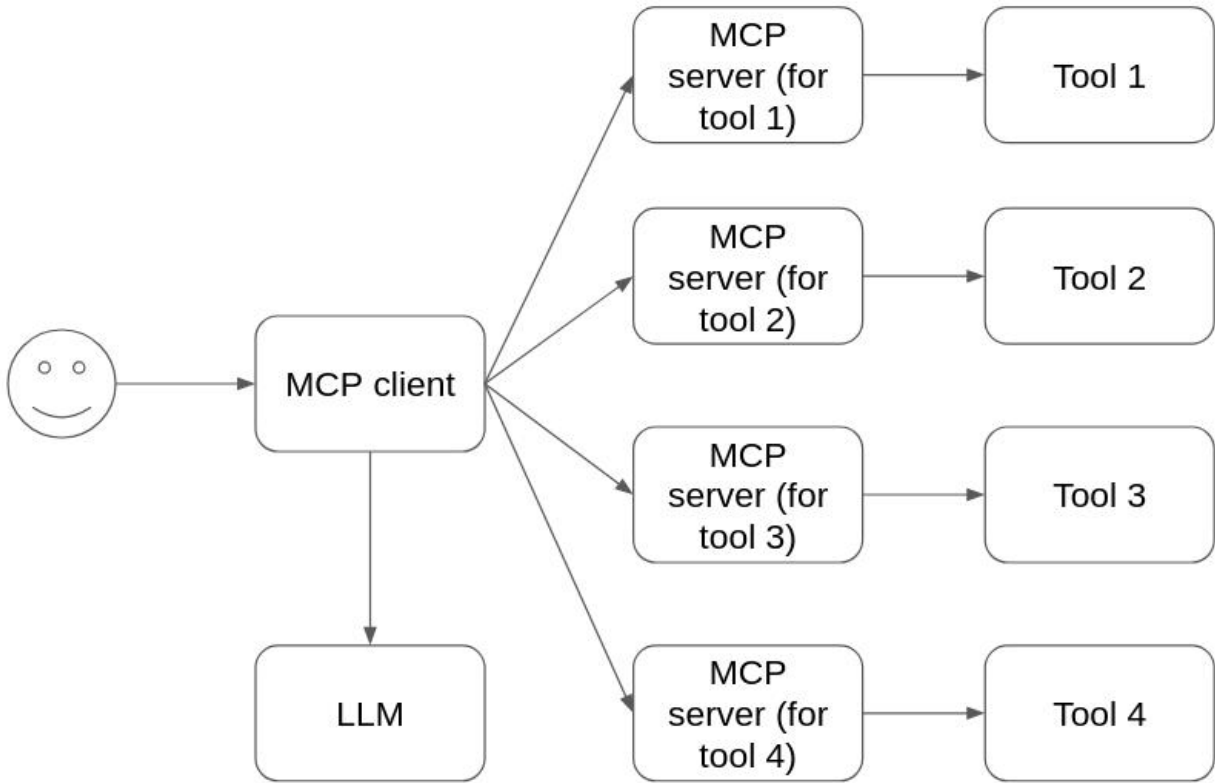 MCP
server (for
tool 1)
Tool 1
MCP
server (for
tool 2)
Tool 2
MCP client
MCP
server (for
tool 3)
Tool 3
LLM
MCP
server (for
tool 4)
Tool 4